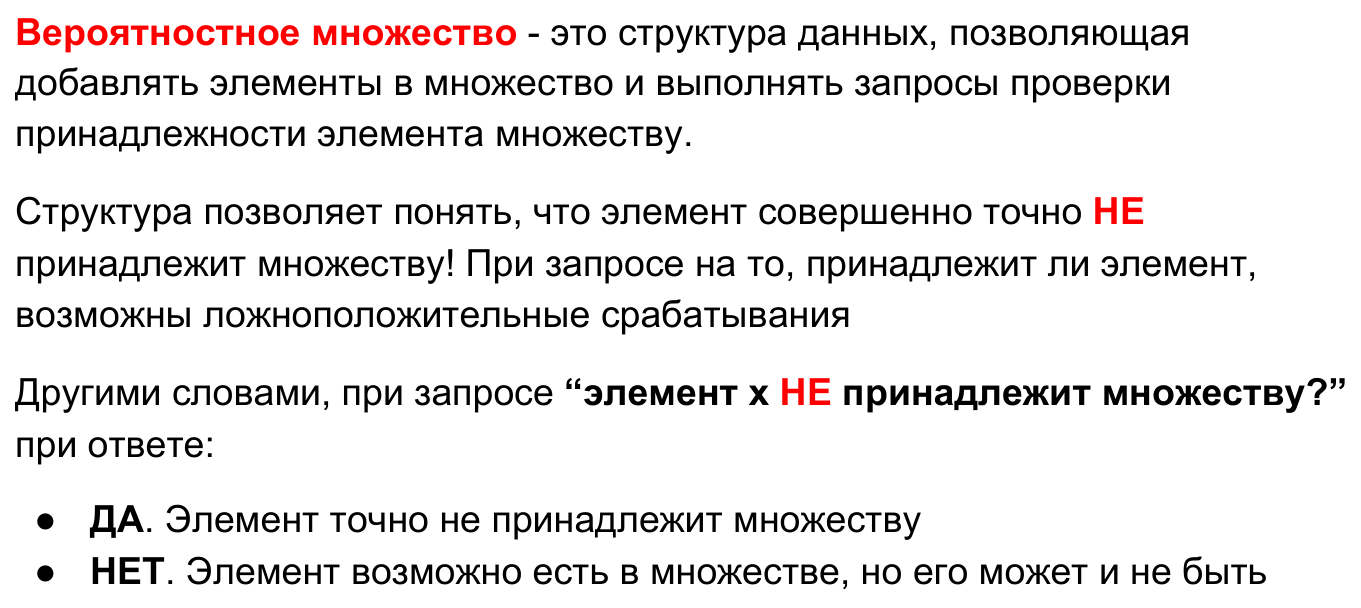 Вероятностное множество - это структура данных, позволяющая
добавлять элементы в множество и выполнять запросы проверки
принадлежности элемента множеству.
Структура позволяет понять, что элемент совершенно точно НЕ
принадлежит множеству! При запросе на то, принадлежит ли элемент,
возможны ложноположительные срабатывания
Другими словами, при запросе “элемент x НЕ принадлежит множеству?”
при ответе:
● ДА. Элемент точно не принадлежит множеству
● НЕТ. Элемент возможно есть в множестве, но его может и не быть